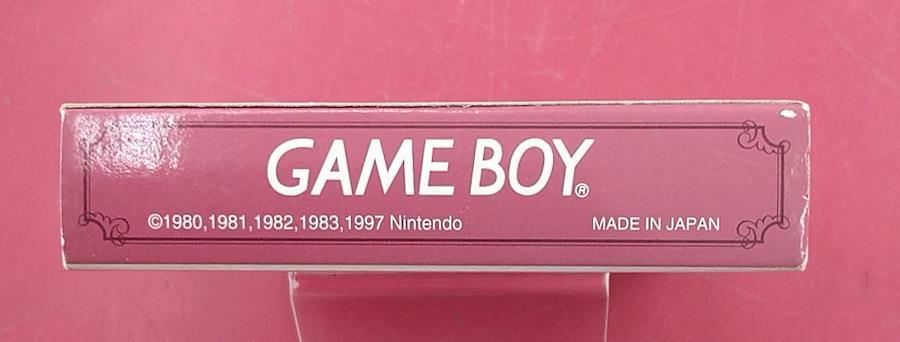 GAME BOY®
©1980,1981,1982,1983,1997 Nintendo
MADE IN JAPAN